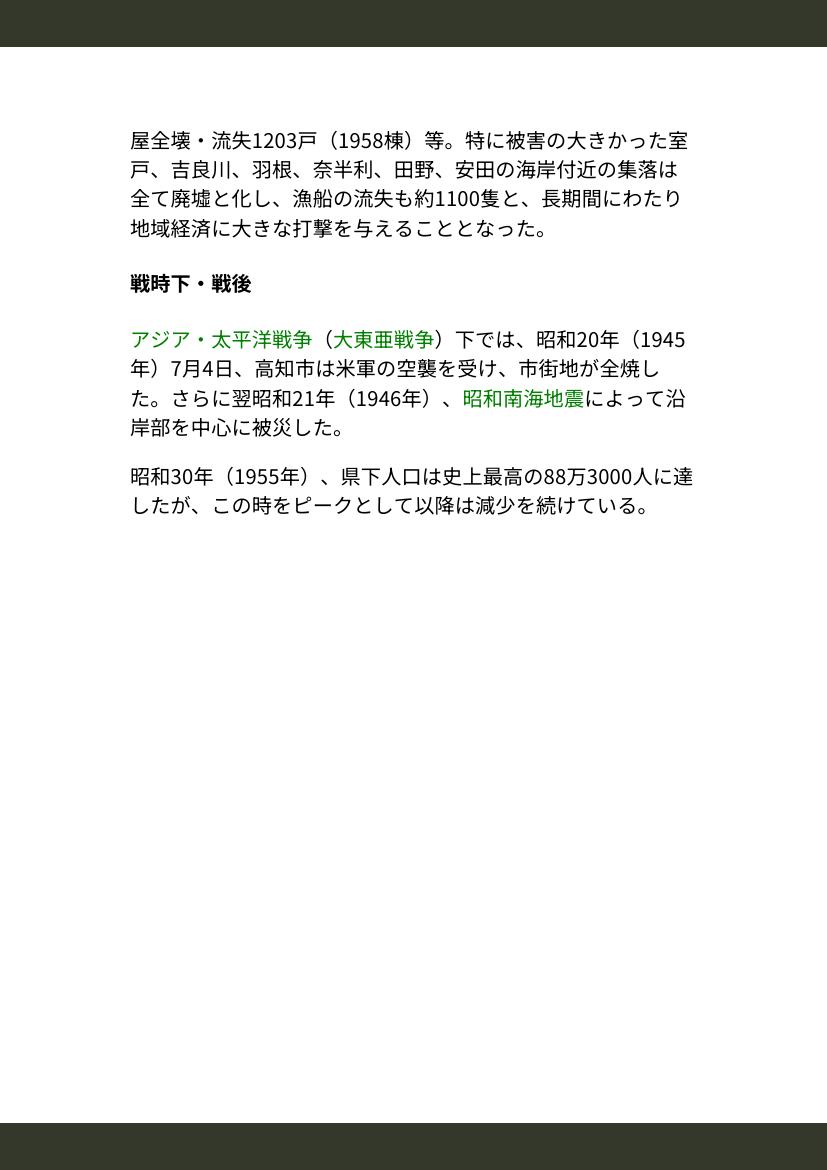 屋全壊・流失1203戸（1958棟）等。特に被害の大きかった室
戸、吉良川、羽根、奈半利、田野、安田の海岸付近の集落は
全て廃墟と化し、漁船の流失も約1100隻と、長期間にわたり
地域経済に大きな打撃を与えることとなった。
戦時下・戦後
アジア・太平洋戦争（大東亜戦争）下では、昭和20年（1945
年）7月4日、高知市は米軍の空襲を受け、市街地が全焼し
た。さらに翌昭和21年（1946年）、昭和南海地震によって沿
岸部を中心に被災した。
昭和30年（1955年）、県下人口は史上最高の88万3000人に達
したが、この時をピークとして以降は減少を続けている。